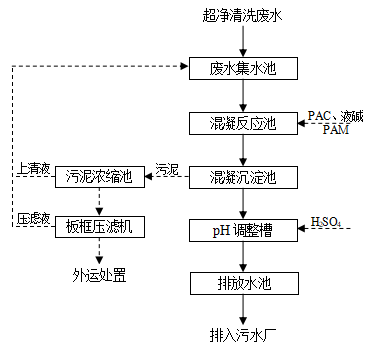 超净清洗废水
废水集水池
PAC、液碱
PAM
混凝反应池
上清液
污泥浓缩池
污泥
混凝沉淀池
压滤液
板框压滤机
pH 调整槽
H₂SO₄
外运处置
排放水池
排入污水厂